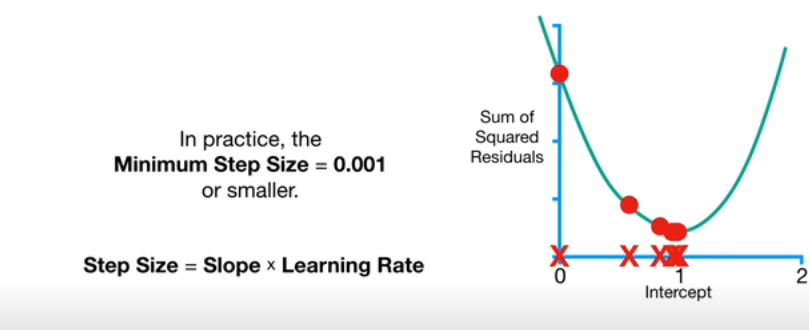 In practice, the
Minimum Step Size = 0.001
or smaller.
Step Size = Slope × Learning Rate
Sum of
Squared
Residuals
0
1
2
Intercept